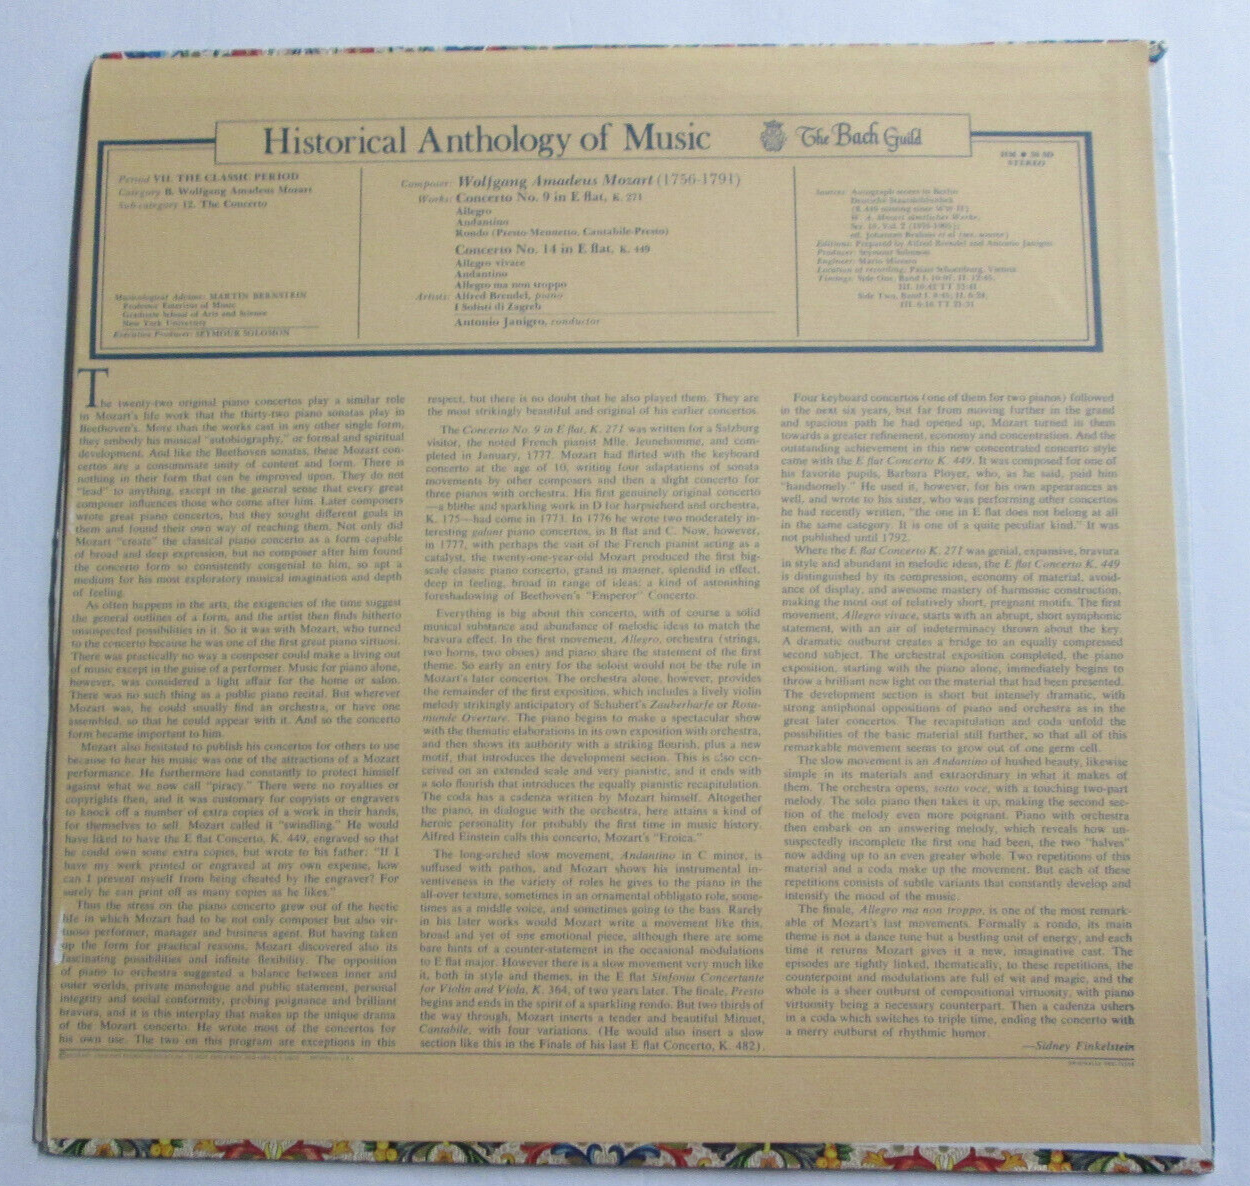 Historical Anthology of Music
The Bach Guild
HM ✱ 38 SD
STEREO
Period VII. THE CLASSIC PERIOD
Category B. Wolfgang Amadeus Mozart
Sub-category 12. The Concerto
Musicological Advisor: MARTIN BERNSTEIN
Professor Emeritus of Music
Graduate School of Arts and Science
New York University
Executive Producer: SEYMOUR SOLOMON
Composer: Wolfgang Amadeus Mozart (1756-1791)
Works: Concerto No. 9 in E flat, K. 271
Allegro
Andantino
Rondo (Presto Menuetto, Cantabile-Presto)
Concerto No. 14 in E flat, K. 449
Allegro vivace
Andantino
Allegro ma non troppo
Artists: Alfred Brendel, piano
I Solisti di Zagreb
Antonio Janigro, conductor
Sources: Autograph scores in Berlin
Deutsche Staatsbibliothek
W. A. Mozart sämtliche Werke,
Editions: Prepared by Alfred Brendel and Antonio Janigro
Producer: Seymour Solomon
Engineer: Mario Mizzaro
Location of recording: Palais Schoenburg, Vienna
Timings: Side One, Band I.
Side Two, Band I.
The twenty-two original piano concertos play a similar role
in Mozart's life work that the thirty-two piano sonatas play in
Beethoven's. More than the works cast in any other single form,
they embody his musical "autobiography," or formal and spiritual
development. And like the Beethoven sonatas, these Mozart con-
certos are a consummate unity of content and form. There is
nothing in their form that can be improved upon. They do not
"lead" to anything, except in the general sense that every great
composer influences those who come after him. Later composers
wrote great piano concertos, but they sought different goals in
them and found their own way of reaching them. Not only did
Mozart "create" the classical piano concerto as a form capable
of broad and deep expression, but no composer after him found
the concerto form so consistently congenial to him, so apt a
medium for his most exploratory musical imagination and depth
of feeling.
As often happens in the arts, the exigencies of the time suggest
the general outlines of a form, and the artist then finds hitherto
unsuspected possibilities in it. So it was with Mozart, who turned
to the concerto because he was one of the first great piano virtuosi.
There was practically no way a composer could make a living out
of music except in the guise of a performer. Music for piano alone,
however, was considered a light affair for the home or salon.
There was no such thing as a public piano recital. But wherever
Mozart was, he could usually find an orchestra, or have one
assembled, so that he could appear with it. And so the concerto
form became important to him.
Mozart also hesitated to publish his concertos for others to use
because to hear his music was one of the attractions of a Mozart
performance. He furthermore had constantly to protect himself
against what we now call "piracy." There were no royalties or
copyrights then, and it was customary for copyists or engravers
to knock off a number of extra copies of a work in their hands,
for themselves to sell. Mozart called it "swindling." He would
have liked to have the E flat Concerto, K. 449, engraved so that
he could own some extra copies, but wrote to his father: "If I
have my work printed or engraved at my own expense, how
can I prevent myself from being cheated by the engraver? For
surely he can print off as many copies as he likes."
Thus the stress on the piano concerto grew out of the hectic
life in which Mozart had to be not only composer but also vir-
tuoso performer, manager and business agent. But having taken
up the form for practical reasons, Mozart discovered also its
fascinating possibilities and infinite flexibility. The opposition
of piano to orchestra suggested a balance between inner and
outer worlds, private monologue and public statement, personal
integrity and social conformity, probing poignance and brilliant
bravura, and it is this interplay that makes up the unique drama
of the Mozart concerto. He wrote most of the concertos for
his own use. The two on this program are exceptions in this
respect, but there is no doubt that he also played them. They are
the most strikingly beautiful and original of his earlier concertos.
The Concerto No. 9 in E flat, K. 271 was written for a Salzburg
visitor, the noted French pianist Mlle. Jeunehomme, and com-
pleted in January, 1777. Mozart had flirted with the keyboard
concerto at the age of 10, writing four adaptations of sonata
movements by other composers and then a slight concerto for
three pianos with orchestra. His first genuinely original concerto
—a blithe and sparkling work in D for harpsichord and orchestra,
K. 175—had come in 1773. In 1776 he wrote two moderately in-
teresting galant piano concertos, in B flat and C. Now, however,
in 1777, with perhaps the visit of the French pianist acting as a
catalyst, the twenty-one-year-old Mozart produced the first big-
scale classic piano concerto, grand in manner, splendid in effect,
deep in feeling, broad in range of ideas; a kind of astonishing
foreshadowing of Beethoven's "Emperor" Concerto.
Everything is big about this concerto, with of course a solid
musical substance and abundance of melodic ideas to match the
bravura effect. In the first movement, Allegro, orchestra (strings,
two horns, two oboes) and piano share the statement of the first
theme. So early an entry for the soloist would not be the rule in
Mozart's later concertos. The orchestra alone, however, provides
the remainder of the first exposition, which includes a lively violin
melody strikingly anticipatory of Schubert's Zauberharfe or Rosa-
munde Overture. The piano begins to make a spectacular show
with the thematic elaborations in its own exposition with orchestra,
and then shows its authority with a striking flourish, plus a new
motif, that introduces the development section. This is also con-
ceived on an extended scale and very pianistic, and it ends with
a solo flourish that introduces the equally pianistic recapitulation.
The coda has a cadenza written by Mozart himself. Altogether
the piano, in dialogue with the orchestra, here attains a kind of
heroic personality for probably the first time in music history.
Alfred Einstein calls this concerto, Mozart's "Eroica."
The long-arched slow movement, Andantino in C minor, is
suffused with pathos, and Mozart shows his instrumental in-
ventiveness in the variety of roles he gives to the piano in the
all-over texture, sometimes in an ornamental obbligato role, some-
times as a middle voice, and sometimes going to the bass. Rarely
in his later works would Mozart write a movement like this,
broad and yet of one emotional piece, although there are some
bare hints of a counter-statement in the occasional modulations
to E flat major. However there is a slow movement very much like
it, both in style and themes, in the E flat Sinfonia Concertante
for Violin and Viola, K. 364, of two years later. The finale, Presto
begins and ends in the spirit of a sparkling rondo. But two thirds of
the way through, Mozart inserts a tender and beautiful Minuet,
Cantabile, with four variations. (He would also insert a slow
section like this in the Finale of his last E flat Concerto, K. 482).
Four keyboard concertos (one of them for two pianos) followed
in the next six years, but far from moving further in the grand
and spacious path he had opened up, Mozart turned in them
towards a greater refinement, economy and concentration. And the
outstanding achievement in this new concentrated concerto style
came with the E flat Concerto K. 449. It was composed for one of
his favorite pupils, Barbara Ployer, who, as he said, paid him
"handsomely." He used it, however, for his own appearances as
well, and wrote to his sister, who was performing other concertos
he had recently written, "the one in E flat does not belong at all
in the same category. It is one of a quite peculiar kind." It was
not published until 1792.
Where the E flat Concerto K. 271 was genial, expansive, bravura
in style and abundant in melodic ideas, the E flat Concerto K. 449
is distinguished by its compression, economy of material, avoid-
ance of display, and awesome mastery of harmonic construction,
making the most out of relatively short, pregnant motifs. The first
movement, Allegro vivace, starts with an abrupt, short symphonic
statement, with an air of indeterminacy thrown about the key.
A dramatic outburst creates a bridge to an equally compressed
second subject. The orchestral exposition completed, the piano
exposition, starting with the piano alone, immediately begins to
throw a brilliant new light on the material that had been presented.
The development section is short but intensely dramatic, with
strong antiphonal oppositions of piano and orchestra as in the
great later concertos. The recapitulation and coda unfold the
possibilities of the basic material still further, so that all of this
remarkable movement seems to grow out of one germ cell.
The slow movement is an Andantino of hushed beauty, likewise
simple in its materials and extraordinary in what it makes of
them. The orchestra opens, sotto voce, with a touching two-part
melody. The solo piano then takes it up, making the second sec-
tion of the melody even more poignant. Piano with orchestra
then embark on an answering melody, which reveals how un-
suspectedly incomplete the first one had been, the two "halves"
now adding up to an even greater whole. Two repetitions of this
material and a coda make up the movement. But each of these
repetitions consists of subtle variants that constantly develop and
intensify the mood of the music.
The finale, Allegro ma non troppo, is one of the most remark-
able of Mozart's last movements. Formally a rondo, its main
theme is not a dance tune but a bustling unit of energy, and each
time it returns Mozart gives it a new, imaginative cast. The
episodes are tightly linked, thematically, to these repetitions, the
counterpoint and modulations are full of wit and magic, and the
whole is a sheer outburst of compositional virtuosity, with piano
virtuosity being a necessary counterpart. Then a cadenza ushers
in a coda which switches to triple time, ending the concerto with
a merry outburst of rhythmic humor.
—Sidney Finkelstein